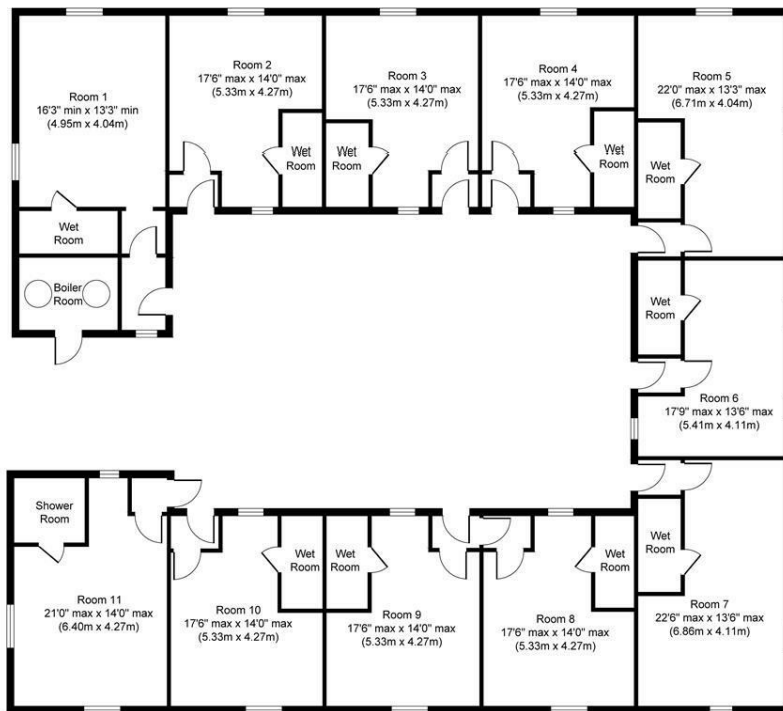 Room 1
16'3" min x 13'3" min
(4.95m x 4.04m)
Wet
Room
Boiler
Room
Room 2
17'6" max x 14'0" max
(5.33m x 4.27m)
Wet
Room
Room 3
17'6" max x 14'0" max
(5.33m x 4.27m)
Wet
Room
Room 4
17'6" max x 14'0" max
(5.33m x 4.27m)
Wet
Room
Room 5
22'0" max x 13'3" max
(6.71m x 4.04m)
Wet
Room
Wet
Room
Room 6
17'9" max x 13'6" max
(5.41m x 4.11m)
Wet
Room
Room 7
22'6" max x 13'6" max
(6.86m x 4.11m)
Wet
Room
Room 8
17'6" max x 14'0" max
(5.33m x 4.27m)
Wet
Room
Room 9
17'6" max x 14'0" max
(5.33m x 4.27m)
Wet
Room
Room 10
17'6" max x 14'0" max
(5.33m x 4.27m)
Shower
Room
Room 11
21'0" max x 14'0" max
(6.40m x 4.27m)